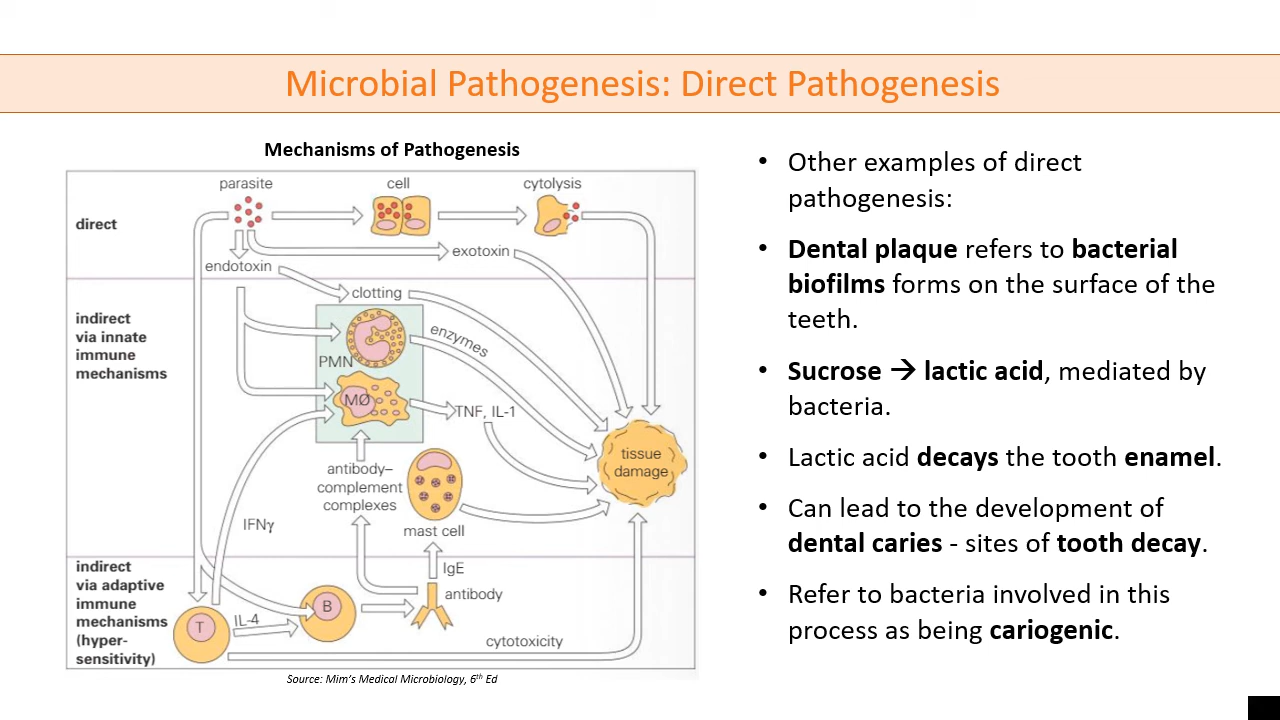 Microbial Pathogenesis: Direct Pathogenesis
Mechanisms of Pathogenesis
parasite
cell
cytolysis
direct
endotoxin
exotoxin
clotting
indirect
via innate
immune
mechanisms
enzymes
PMN
MØ
TNF, IL-1
tissue
damage
antibody–
complement
complexes
mast cell
IFNγ
indirect
via adaptive
immune
mechanisms
(hyper-
sensitivity)
IgE
antibody
T
IL-4
B
cytotoxicity
Source: Mim's Medical Microbiology, 6th Ed
• Other examples of direct
pathogenesis:
• Dental plaque refers to bacterial
biofilms forms on the surface of the
teeth.
• Sucrose → lactic acid, mediated by
bacteria.
• Lactic acid decays the tooth enamel.
• Can lead to the development of
dental caries - sites of tooth decay.
• Refer to bacteria involved in this
process as being cariogenic.